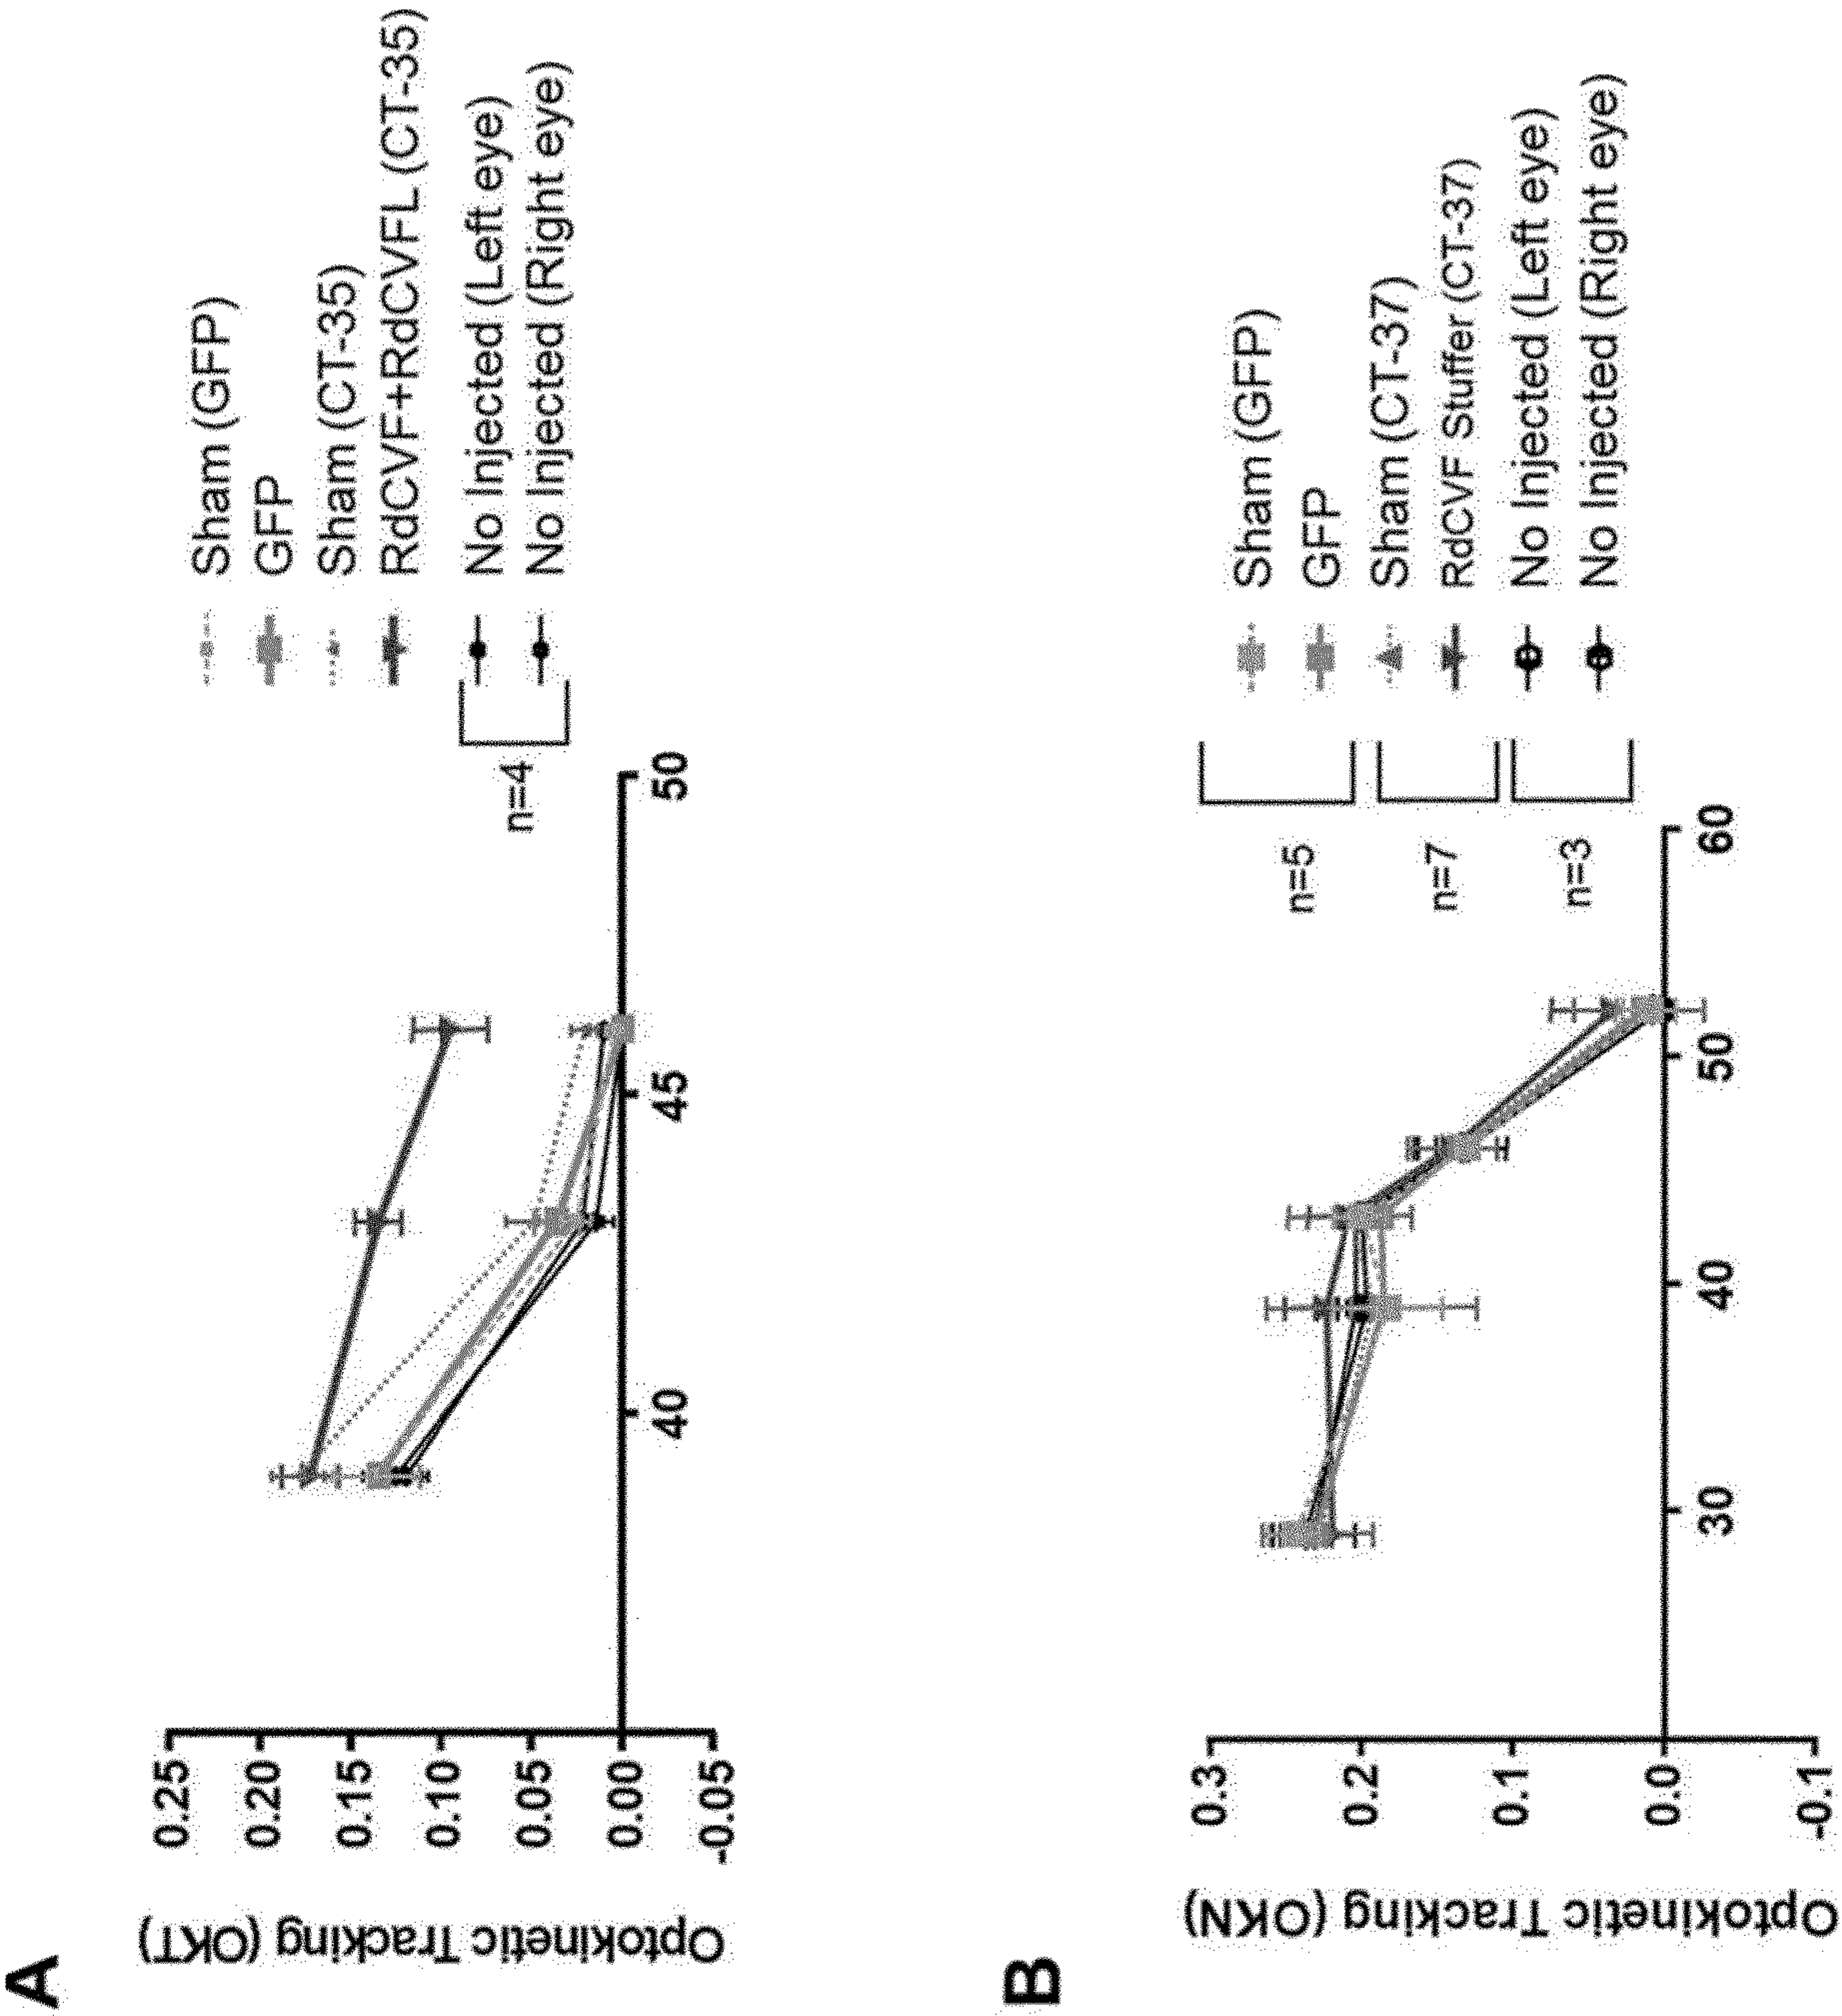 A
Optokinetic Tracking (OKT)
0.25
0.20
0.15
0.10
0.05
0.00
-0.05
40
45
50
Sham (GFP)
GFP
Sham (CT-35)
RdCVF+RdCVFL (CT-35)
n=4
No Injected (Left eye)
No Injected (Right eye)
B
Optokinetic Tracking (OKN)
0.3
0.2
0.1
0.0
-0.1
30
40
50
60
n=5
Sham (GFP)
GFP
n=7
Sham (CT-37)
RdCVF Stuffer (CT-37)
n=3
No Injected (Left eye)
No Injected (Right eye)